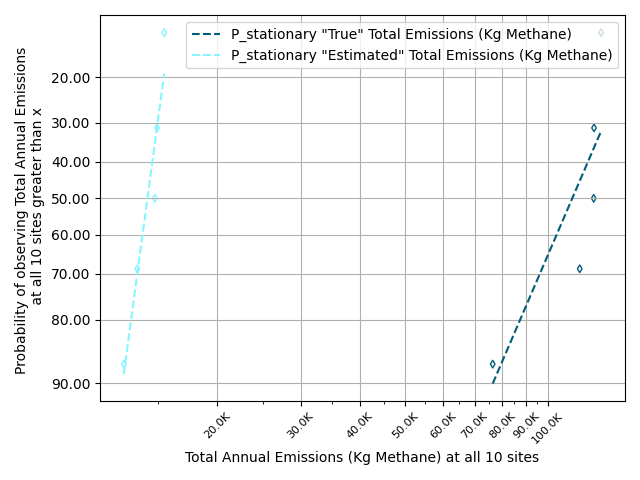 P_stationary "True" Total Emissions (Kg Methane)
P_stationary "Estimated" Total Emissions (Kg Methane)
Probability of observing Total Annual Emissions
at all 10 sites greater than x
20.00
30.00
40.00
50.00
60.00
70.00
80.00
90.00
20.0K
30.0K
40.0K
50.0K
60.0K
70.0K
80.0K
90.0K
100.0K
Total Annual Emissions (Kg Methane) at all 10 sites